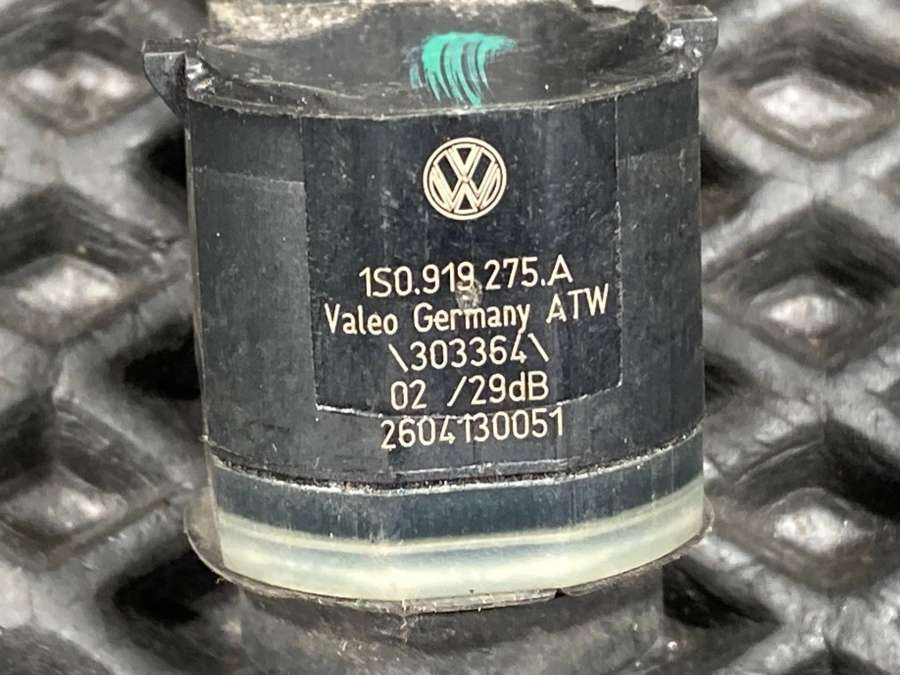 1S0.919.275.A
Valeo Germany ATW
\303364\
02 /29dB
2604130051